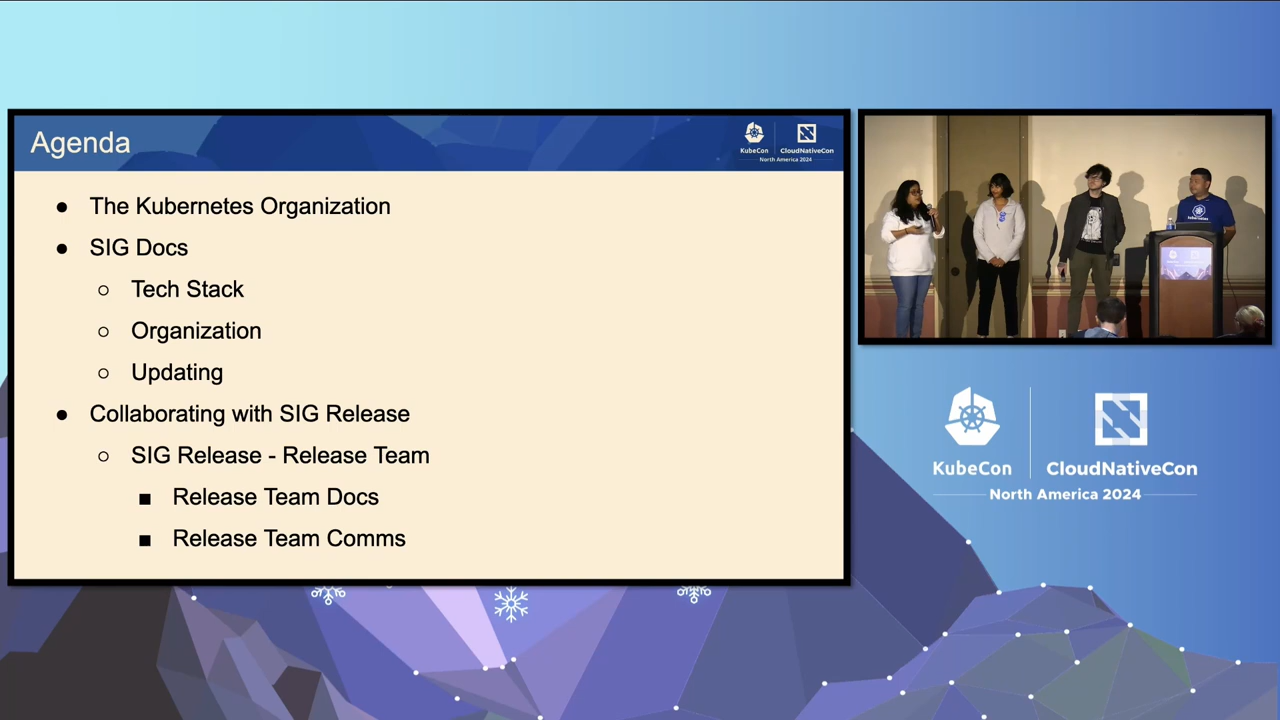 Agenda
KubeCon
CloudNativeCon
North America 2024
The Kubernetes Organization
SIG Docs
Tech Stack
Organization
Updating
Collaborating with SIG Release
SIG Release - Release Team
Release Team Docs
Release Team Comms
kubernetes
KubeCon
CloudNativeCon
North America 2024